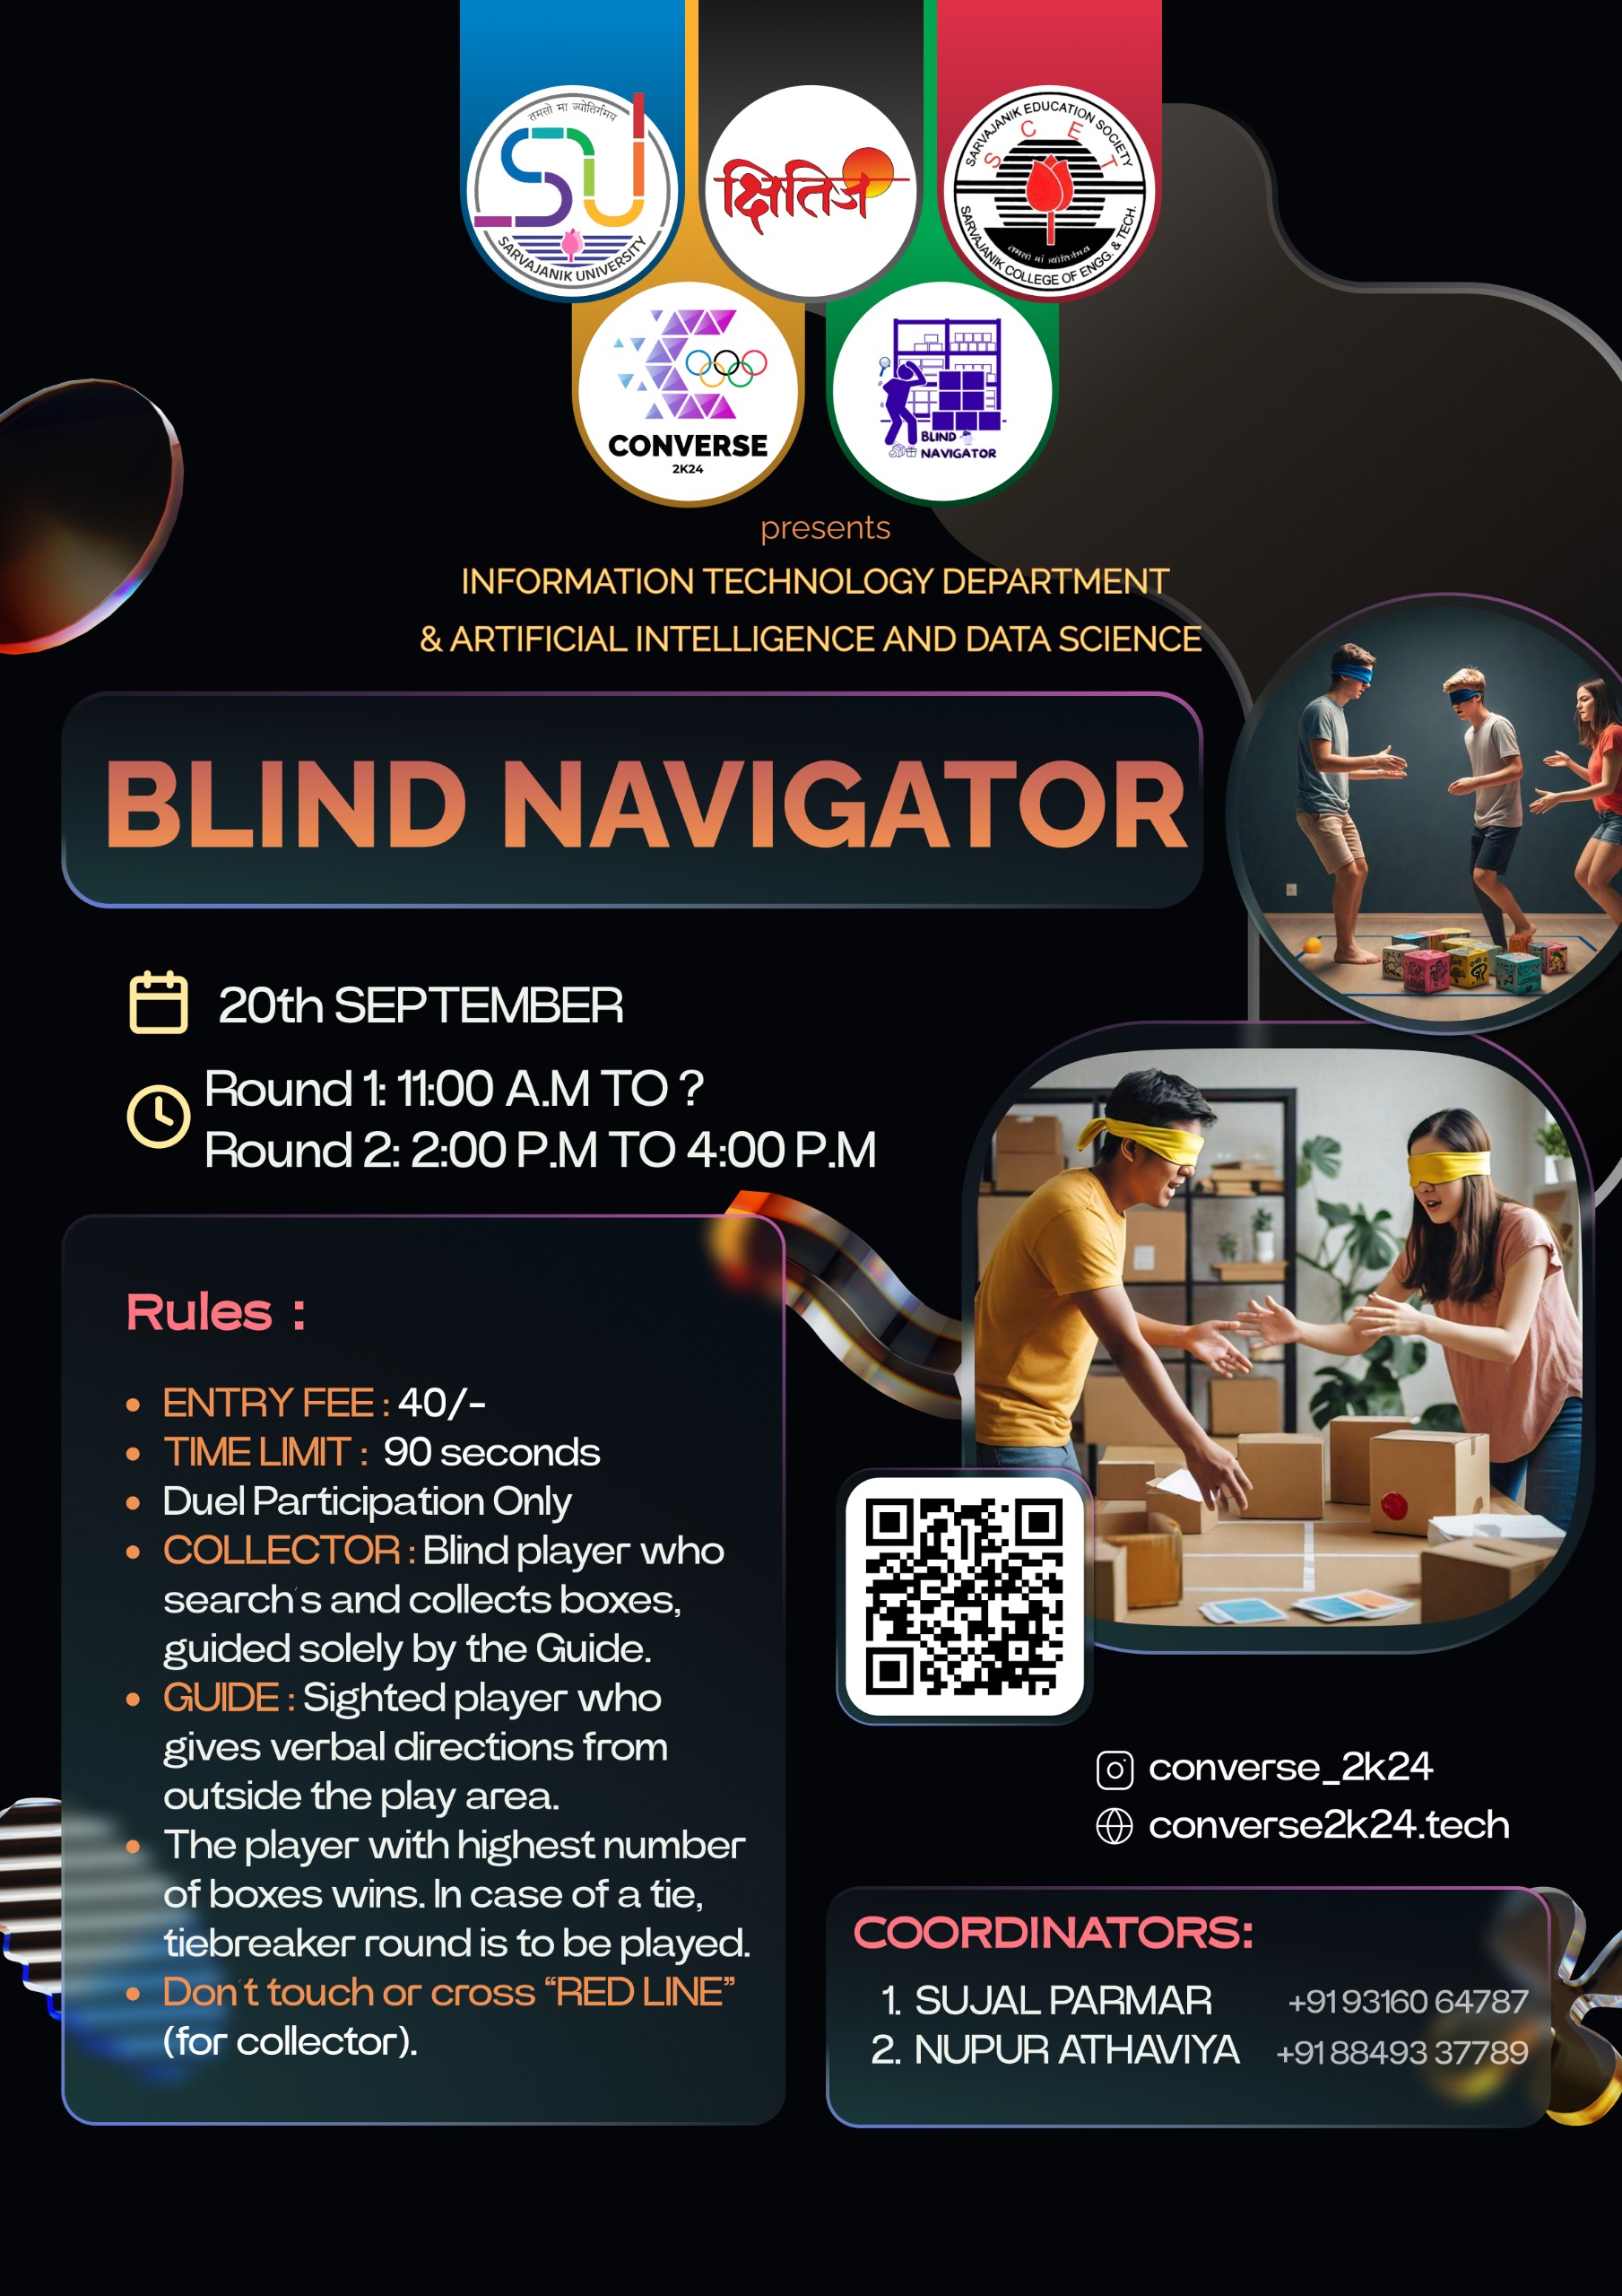 तमसो मा ज्योतिर्गमय
SU
SARVAJANIK UNIVERSITY
क्षितिज
SARVAJANIK EDUCATION SOCIETY
S C E T
SARVAJANIK COLLEGE OF ENGG. & TECH.
CONVERSE
2K24
BLIND
NAVIGATOR
presents
INFORMATION TECHNOLOGY DEPARTMENT
& ARTIFICIAL INTELLIGENCE AND DATA SCIENCE
BLIND NAVIGATOR
20th SEPTEMBER
Round 1: 11:00 A.M TO ?
Round 2: 2:00 P.M TO 4:00 P.M
Rules :
• ENTRY FEE : 40/-
• TIME LIMIT : 90 seconds
• Duel Participation Only
• COLLECTOR : Blind player who
search's and collects boxes,
guided solely by the Guide.
• GUIDE : Sighted player who
gives verbal directions from
outside the play area.
• The player with highest number
of boxes wins. In case of a tie,
tiebreaker round is to be played.
• Don't touch or cross “RED LINE”
(for collector).
converse_2k24
converse2k24.tech
COORDINATORS:
1. SUJAL PARMAR +91 93160 64787
2. NUPUR ATHAVIYA +91 88493 37789